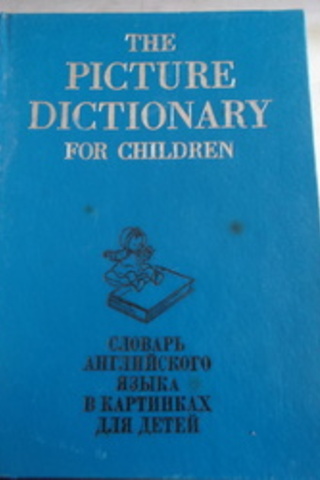 THE
PICTURE
DICTIONARY
FOR CHILDREN
СЛОВАРЬ
АНГЛИЙСКОГО
ЯЗЫКА
В КАРТИНКАХ
ДЛЯ ДЕТЕЙ